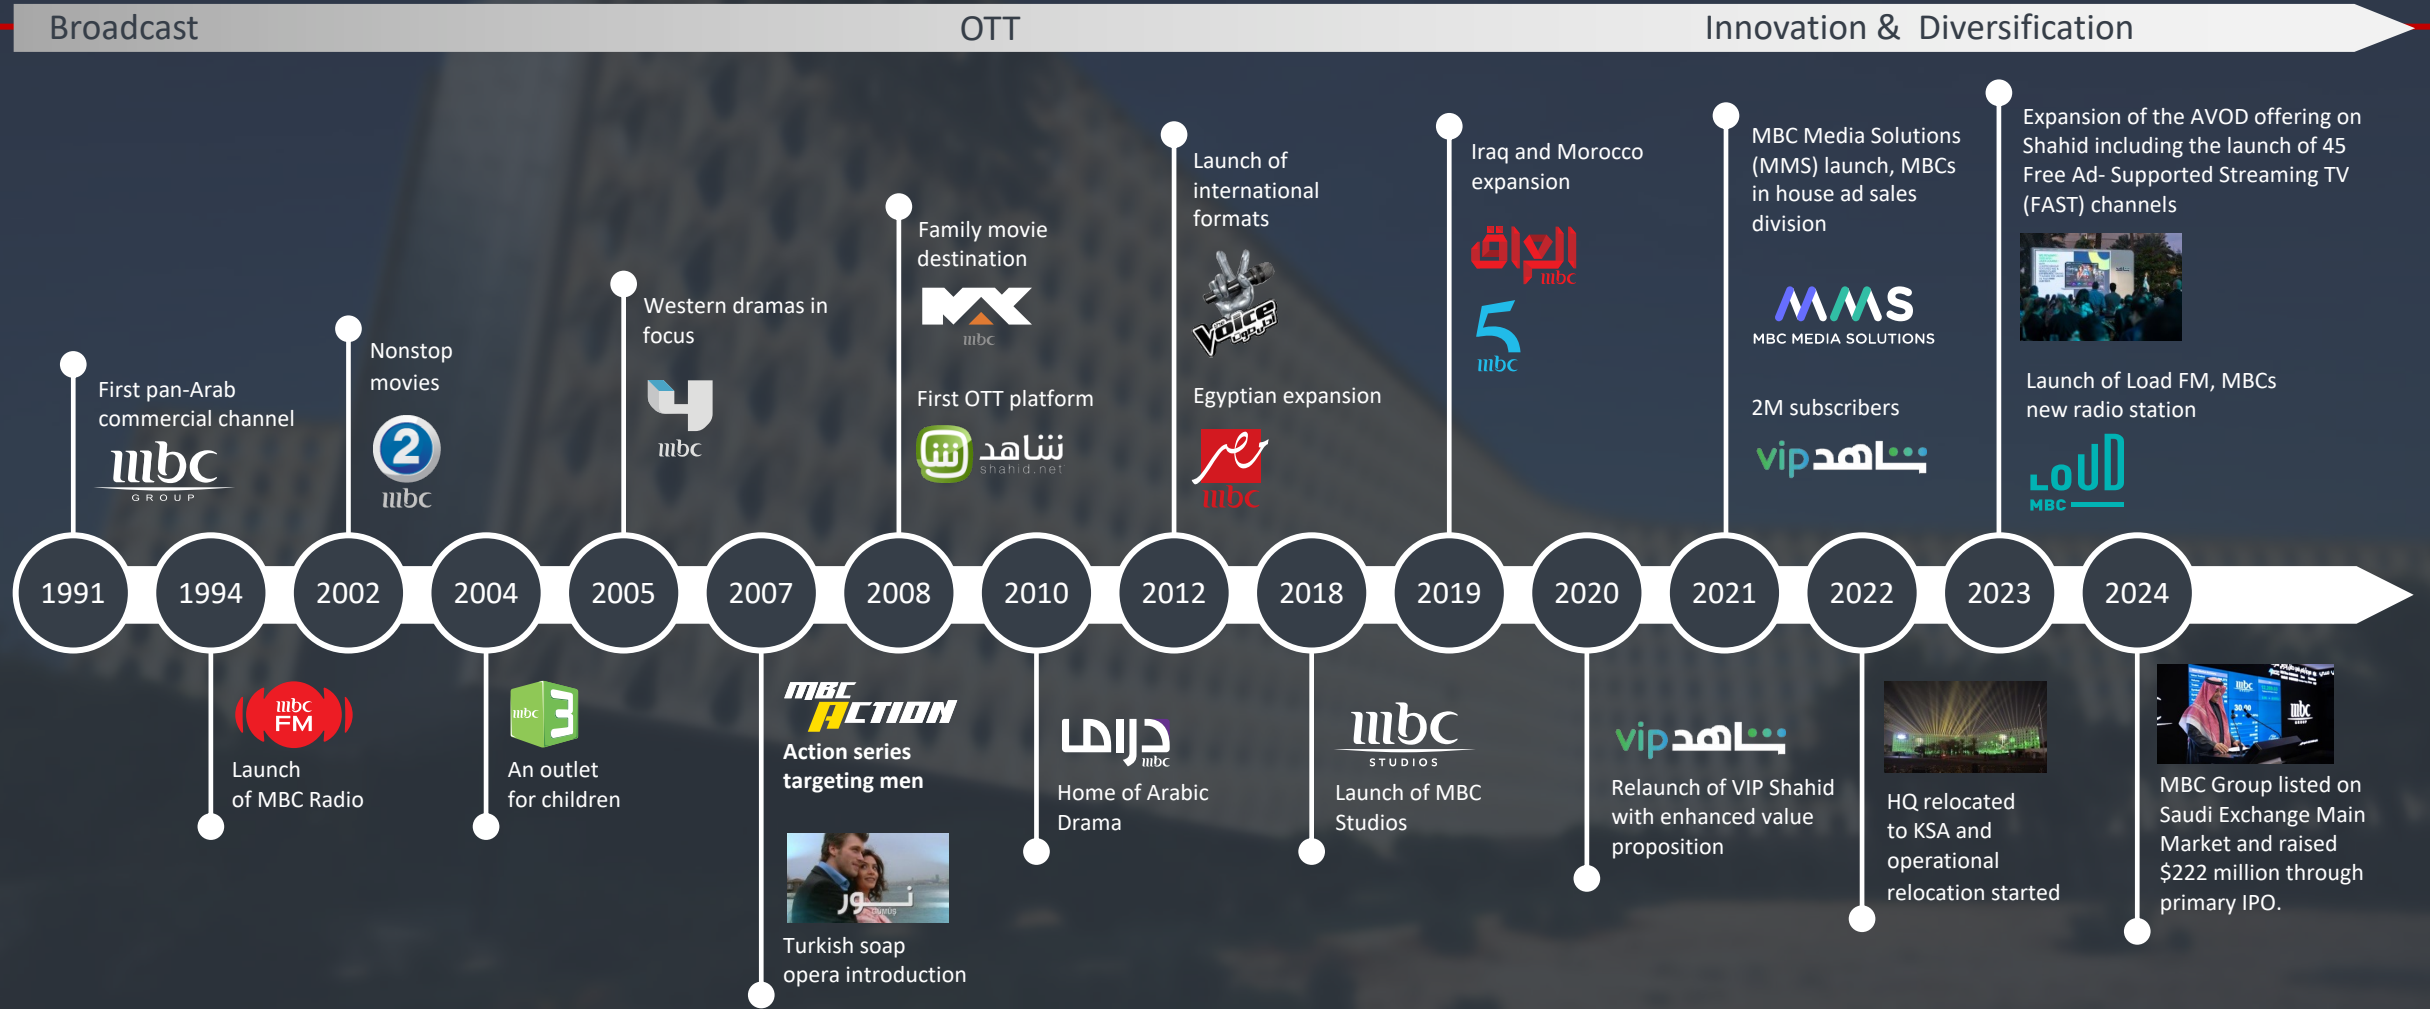 Broadcast
OTT
Innovation & Diversification
First pan-Arab
commercial channel
mbc
GROUP
Nonstop
movies
2
mbc
Western dramas in
focus
4
mbc
Family movie
destination
MAX
mbc
First OTT platform
شاهد
shahid.net
Launch of
international
formats
the
Voice
Egyptian expansion
مصر
mbc
Iraq and Morocco
expansion
العراق
mbc
5
mbc
MBC Media Solutions
(MMS) launch, MBCs
in house ad sales
division
MMS
MBC MEDIA SOLUTIONS
2M subscribers
vip شاهد
Expansion of the AVOD offering on
Shahid including the launch of 45
Free Ad- Supported Streaming TV
(FAST) channels
Launch of Load FM, MBCs
new radio station
LOUD
MBC
1991
1994
2002
2004
2005
2007
2008
2010
2012
2018
2019
2020
2021
2022
2023
2024
mbc
FM
Launch
of MBC Radio
mbc 3
An outlet
for children
MBC
ACTION
Action series
targeting men
نور
GÜMÜŞ
Turkish soap
opera introduction
دراما
mbc
Home of Arabic
Drama
mbc
STUDIOS
Launch of MBC
Studios
vip شاهد
Relaunch of VIP Shahid
with enhanced value
proposition
HQ relocated
to KSA and
operational
relocation started
mbc
30.00
mbc
GROUP
MBC Group listed on
Saudi Exchange Main
Market and raised
$222 million through
primary IPO.